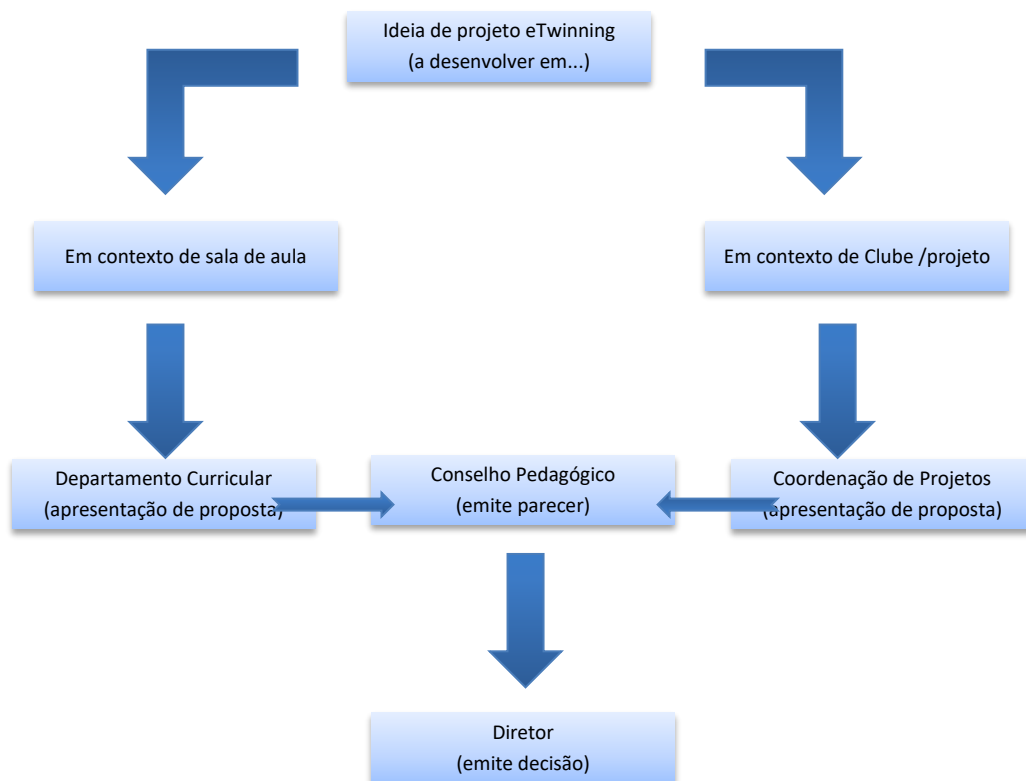 Ideia de projeto eTwinning
(a desenvolver em...)
Em contexto de sala de aula
Em contexto de Clube /projeto
Departamento Curricular
(apresentação de proposta)
Conselho Pedagógico
(emite parecer)
Coordenação de Projetos
(apresentação de proposta)
Diretor
(emite decisão)